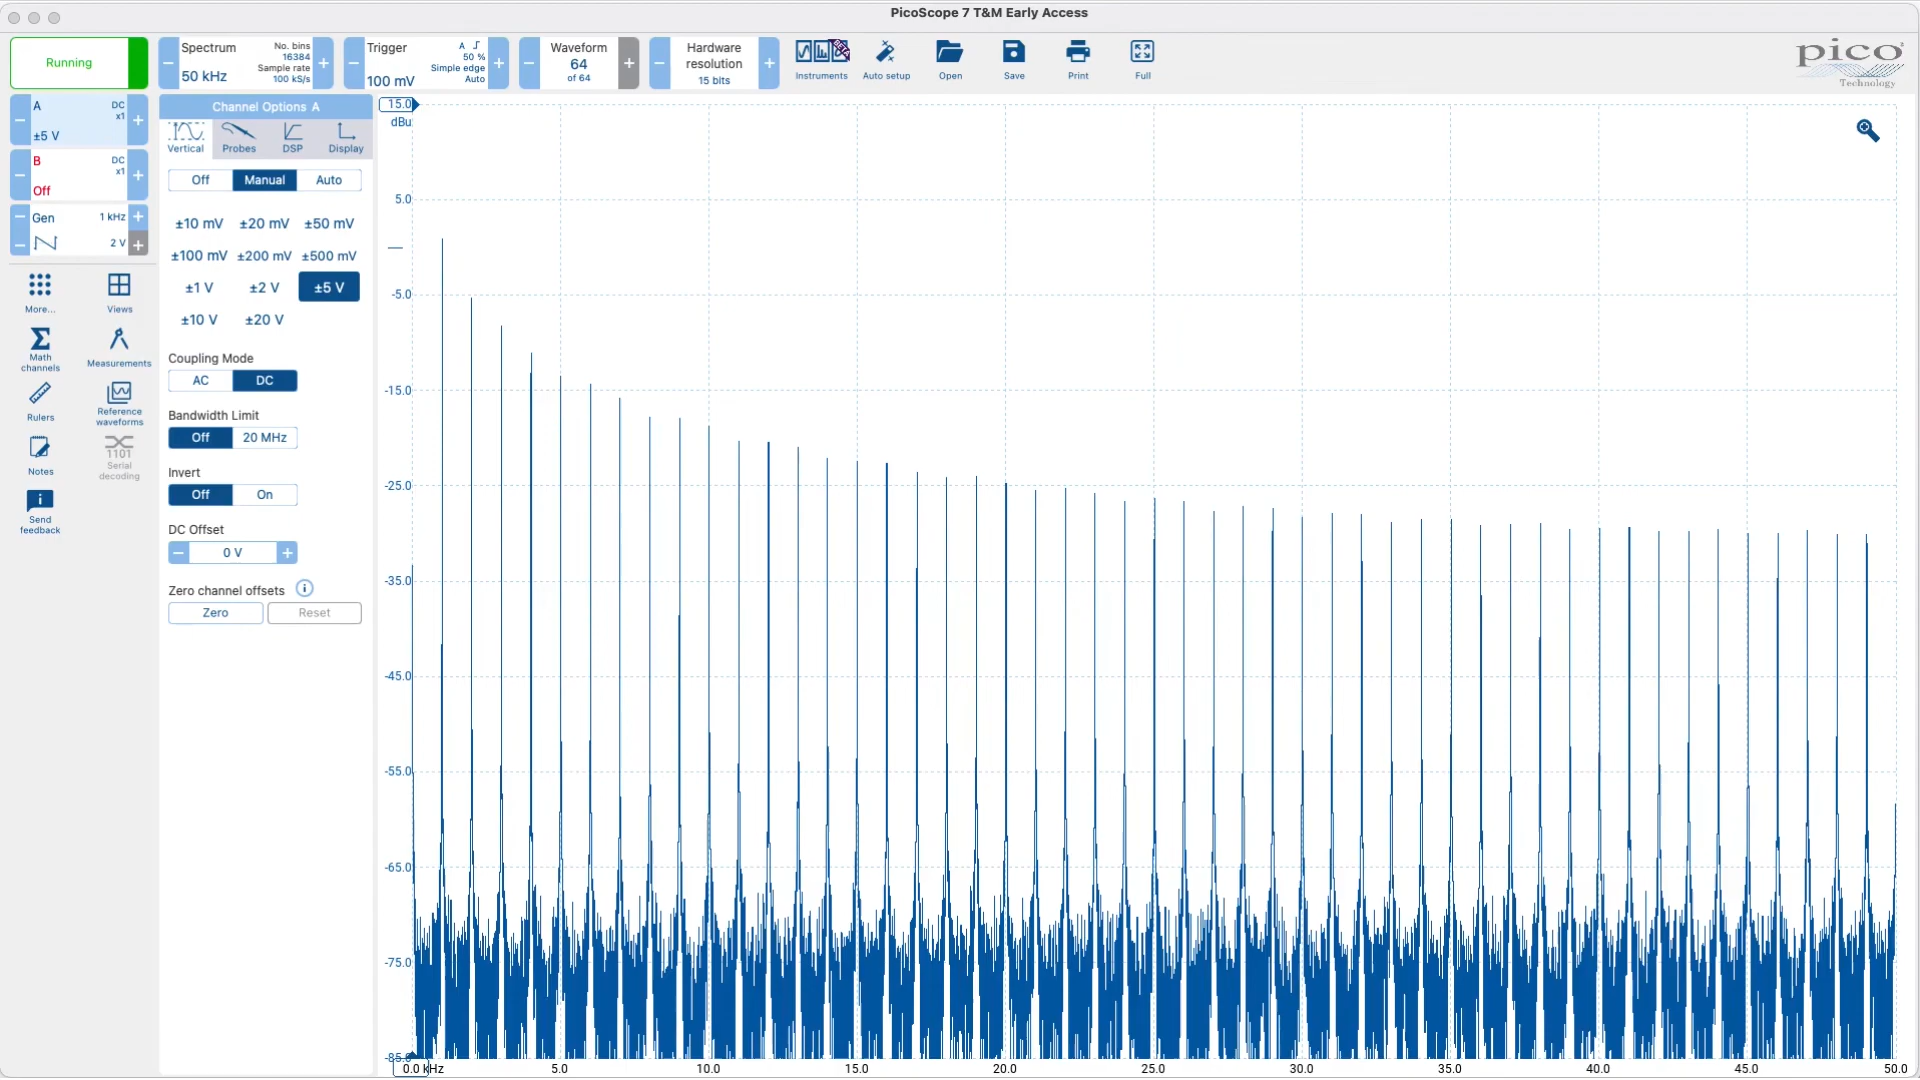 PicoScope 7 T&M Early Access
Running
Spectrum
50 kHz
No. bins
16384
Sample rate
100 kS/s
Trigger
100 mV
A
50 %
Simple edge
Auto
Waveform
64
of 64
Hardware
resolution
15 bits
Instruments
BETA
Auto setup
Open
Save
Print
Full
pico
Technology
A
DC
x1
±5 V
B
DC
x1
Off
Gen
1 kHz
2 V
More...
Views
Math
channels
Measurements
Rulers
Reference
waveforms
Notes
1101
Serial
decoding
Send
feedback
Channel Options A
Vertical
Probes
DSP
Display
Off
Manual
Auto
±10 mV
±20 mV
±50 mV
±100 mV
±200 mV
±500 mV
±1 V
±2 V
±5 V
±10 V
±20 V
Coupling Mode
AC
DC
Bandwidth Limit
Off
20 MHz
Invert
Off
On
DC Offset
0 V
Zero channel offsets
Zero
Reset
15.0
dBu
5.0
-5.0
-15.0
-25.0
-35.0
-45.0
-55.0
-65.0
-75.0
-85.0
0.0 kHz
5.0
10.0
15.0
20.0
25.0
30.0
35.0
40.0
45.0
50.0